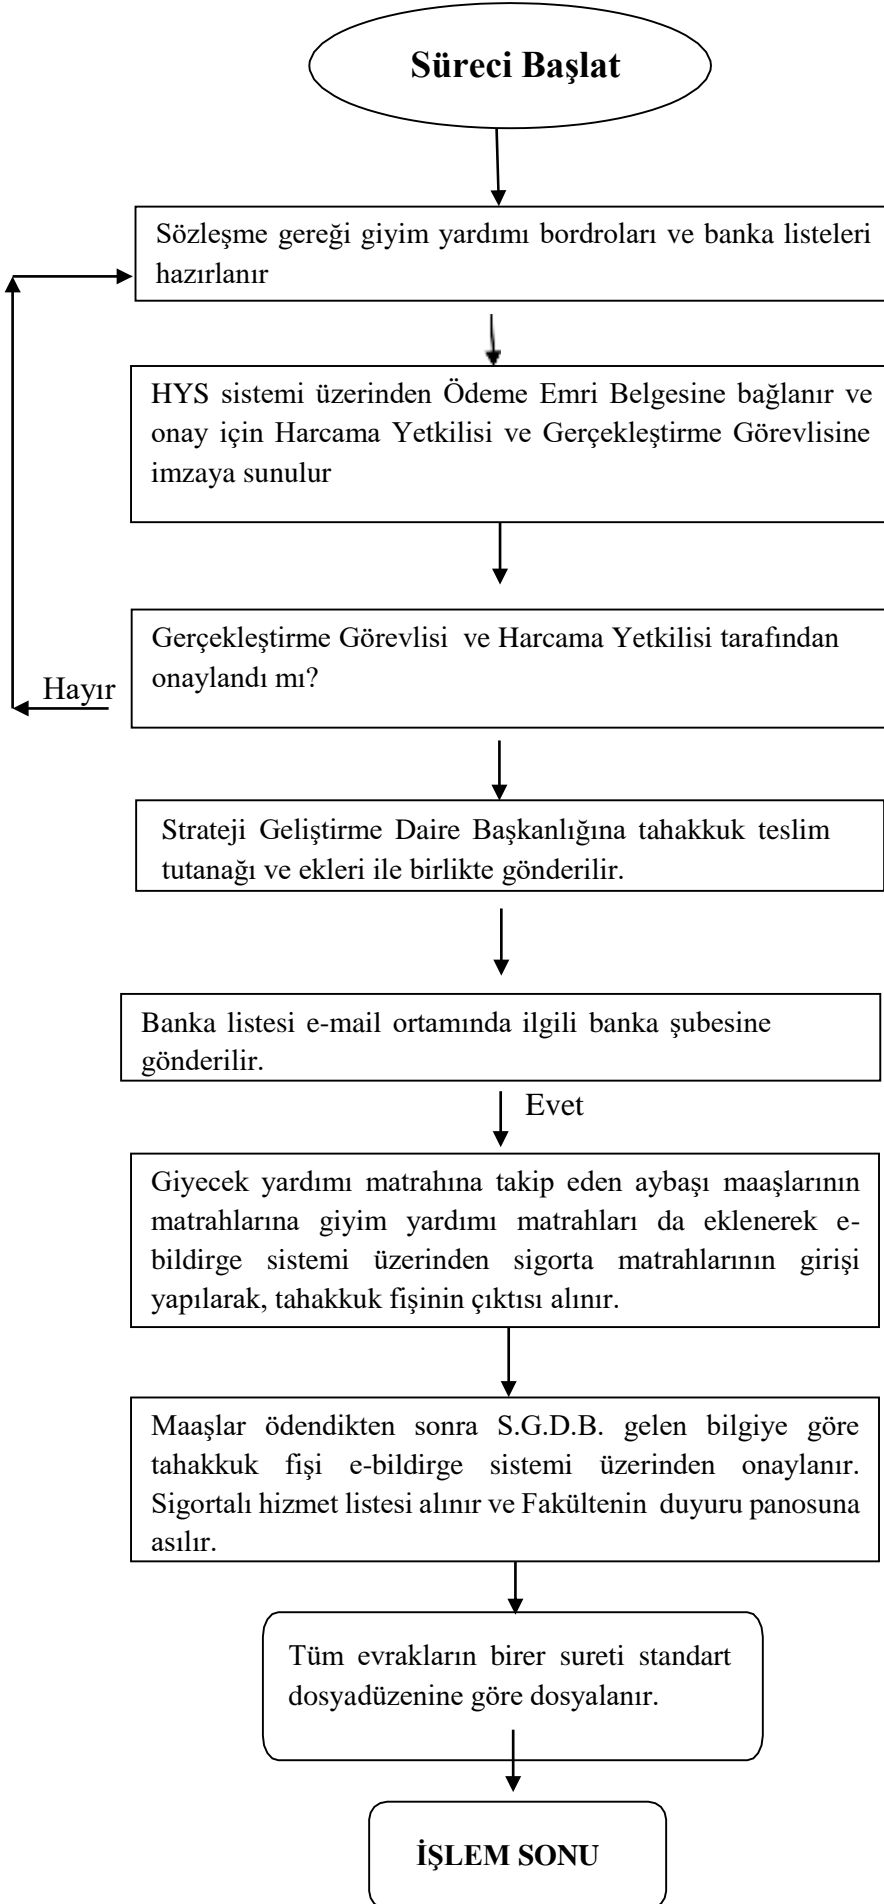 Süreci Başlat
Sözleşme gereği giyim yardımı bordroları ve banka listeleri
hazırlanır
HYS sistemi üzerinden Ödeme Emri Belgesine bağlanır ve
onay için Harcama Yetkilisi ve Gerçekleştirme Görevlisine
imzaya sunulur
Gerçekleştirme Görevlisi ve Harcama Yetkilisi tarafından
onaylandı mı?
Hayır
Strateji Geliştirme Daire Başkanlığına tahakkuk teslim
tutanağı ve ekleri ile birlikte gönderilir.
Banka listesi e-mail ortamında ilgili banka şubesine
gönderilir.
Evet
Giyecek yardımı matrahına takip eden aybaşı maaşlarının
matrahlarına giyim yardımı matrahları da eklenerek e-
bildirge sistemi üzerinden sigorta matrahlarının girişi
yapılarak, tahakkuk fişinin çıktısı alınır.
Maaşlar ödendikten sonra S.G.D.B. gelen bilgiye göre
tahakkuk fişi e-bildirge sistemi üzerinden onaylanır.
Sigortalı hizmet listesi alınır ve Fakültenin duyuru panosuna
asılır.
Tüm evrakların birer sureti standart
dosyadüzenine göre dosyalanır.
İŞLEM SONU